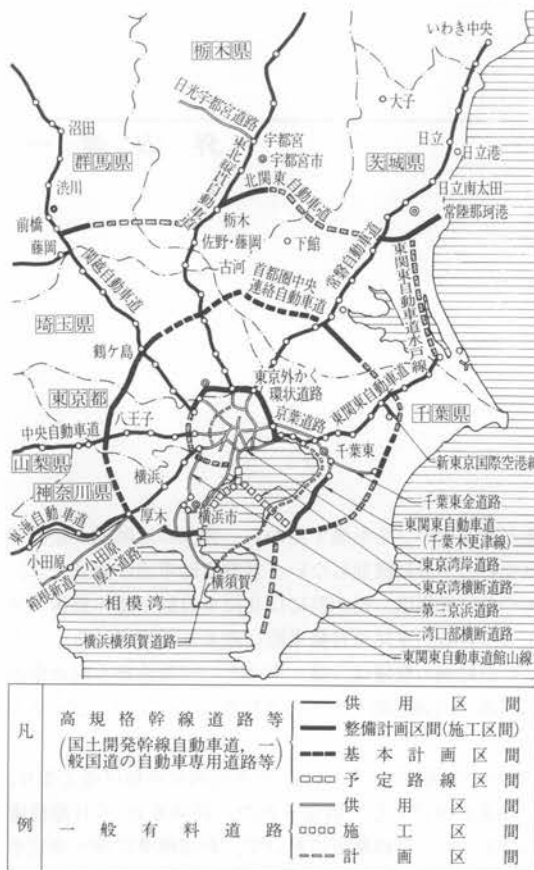 いわき中央
栃木県
大子
日光宇都宮道路
沼田
宇都宮
日立
群馬県
宇都宮市
茨城県
日立港
東北縦貫自動車道
渋川
北関東自動車道
日立南太田
前橋
栃木
常陸那珂港
藤岡
佐野・藤岡
下館
常磐自動車道
東関東自動車道水戸線
古河
関越自動車道
首都圏中央
連絡自動車道
埼玉県
鶴ケ島
東京外かく
環状道路
東京都
東関東自動車道
八王子
京葉道路
千葉県
中央自動車道
千葉東
山梨県
横浜
新東京国際空港線
神奈川県
千葉東金道路
東海自動車道
厚木
横浜市
東関東自動車道
(千葉木更津線)
小田原
小田原
厚木道路
東京湾岸道路
箱根新道
横須賀
東京湾横断道路
相模湾
第三京浜道路
横浜横須賀道路
湾口部横断道路
東関東自動車道館山線
凡例
高規格幹線道路等
(国土開発幹線自動車道，一
般国道の自動車専用道路等)
供用区間
整備計画区間(施工区間)
基本計画区間
予定路線区間
一般有料道路
供用区間
施工区間
計画区間